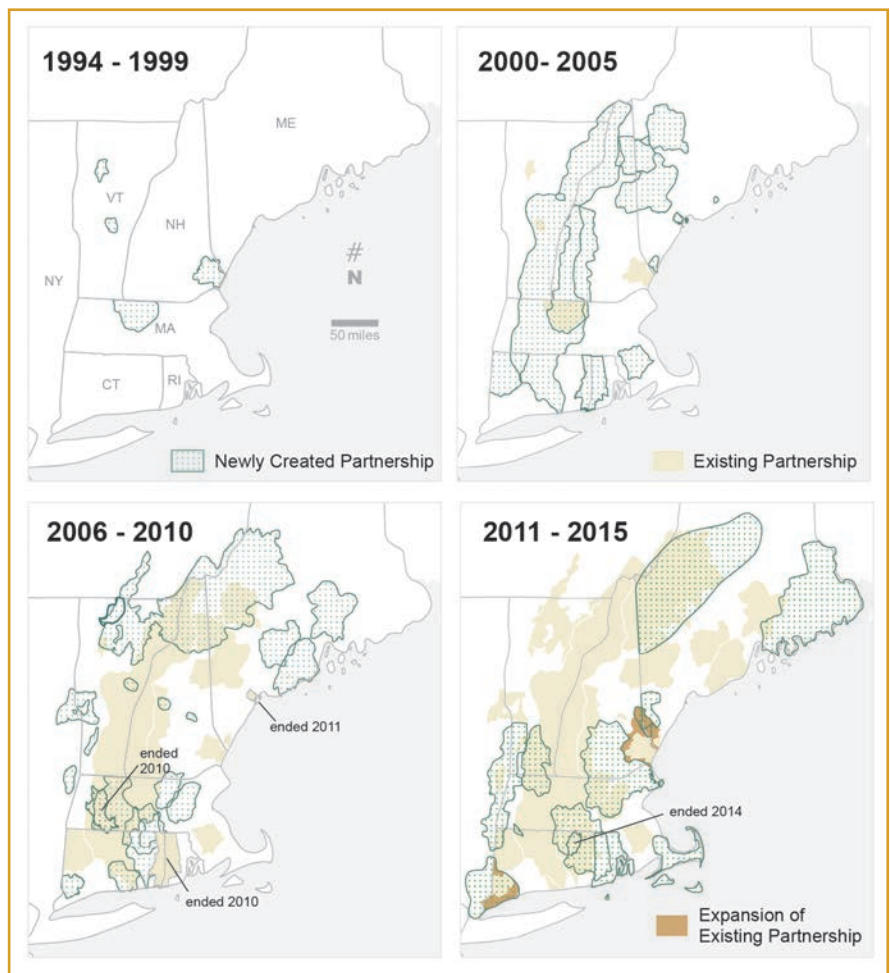 1994 - 1999
ME
VT
NH
#
N
NY
50 miles
MA
CT
RI
Newly Created Partnership
2000- 2005
Existing Partnership
2006 - 2010
ended 2011
ended
2010
ended 2010
2011 - 2015
ended 2014
Expansion of
Existing Partnership